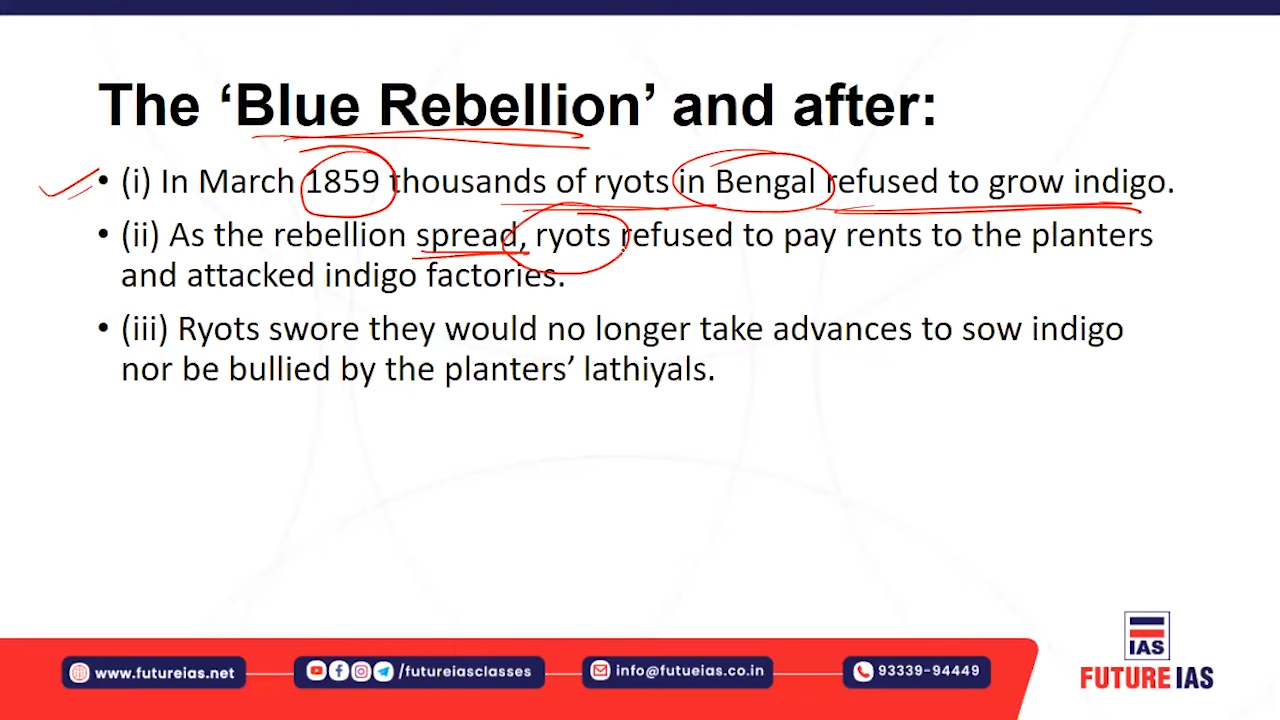 The ‘Blue Rebellion’ and after:
• (i) In March 1859 thousands of ryots in Bengal refused to grow indigo.
• (ii) As the rebellion spread, ryots refused to pay rents to the planters
and attacked indigo factories.
• (iii) Ryots swore they would no longer take advances to sow indigo
nor be bullied by the planters’ lathiyals.
IAS
FUTURE IAS
www.futureias.net
/futureiasclasses
info@futueias.co.in
93339-94449